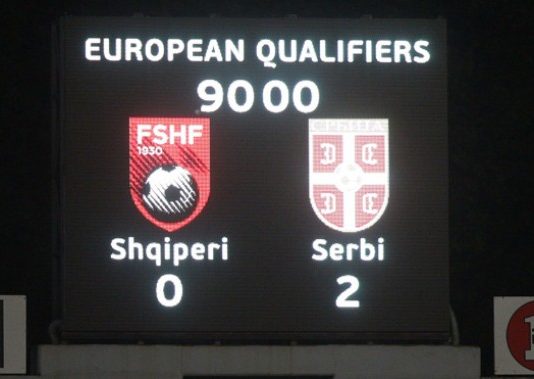 EUROPEAN QUALIFIERS
90 00
FSHF
1930
Shqiperi
Serbi
0
2